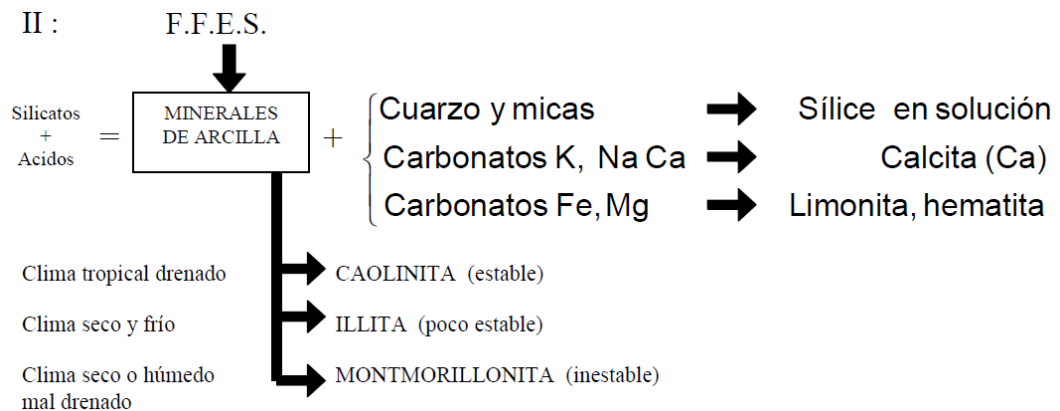 II : F.F.E.S.
Silicatos
+
Acidos
=
MINERALES
DE ARCILLA
+
Cuarzo y micas Sílice en solución
Carbonatos K, Na Ca Calcita (Ca)
Carbonatos Fe, Mg Limonita, hematita
Clima tropical drenado CAOLINITA (estable)
Clima seco y frío ILLITA (poco estable)
Clima seco o húmedo MONTMORILLONITA (inestable)
mal drenado